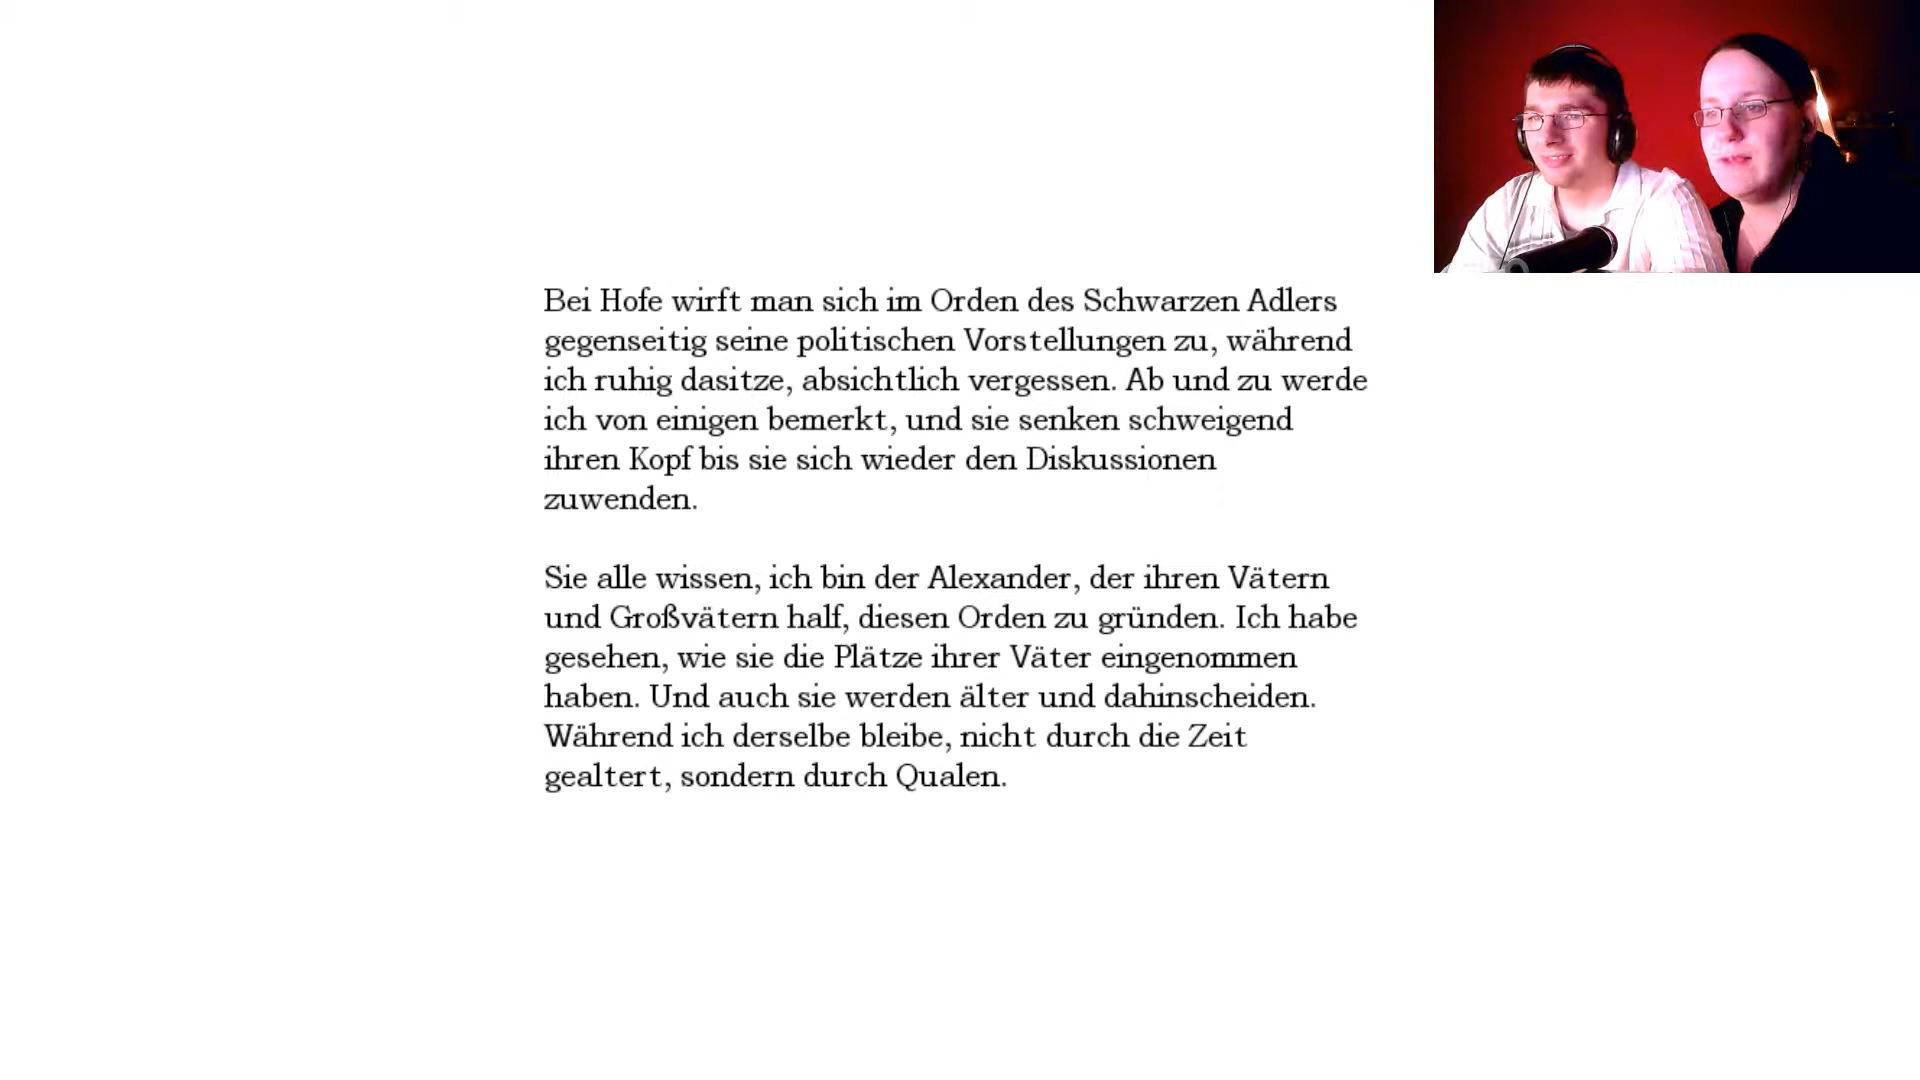 Bei Hofe wirft man sich im Orden des Schwarzen Adlers
gegenseitig seine politischen Vorstellungen zu, während
ich ruhig dasitze, absichtlich vergessen. Ab und zu werde
ich von einigen bemerkt, und sie senken schweigend
ihren Kopf bis sie sich wieder den Diskussionen
zuwenden.
Sie alle wissen, ich bin der Alexander, der ihren Vätern
und Großvätern half, diesen Orden zu gründen. Ich habe
gesehen, wie sie die Plätze ihrer Väter eingenommen
haben. Und auch sie werden älter und dahinscheiden.
Während ich derselbe bleibe, nicht durch die Zeit
gealtert, sondern durch Qualen.